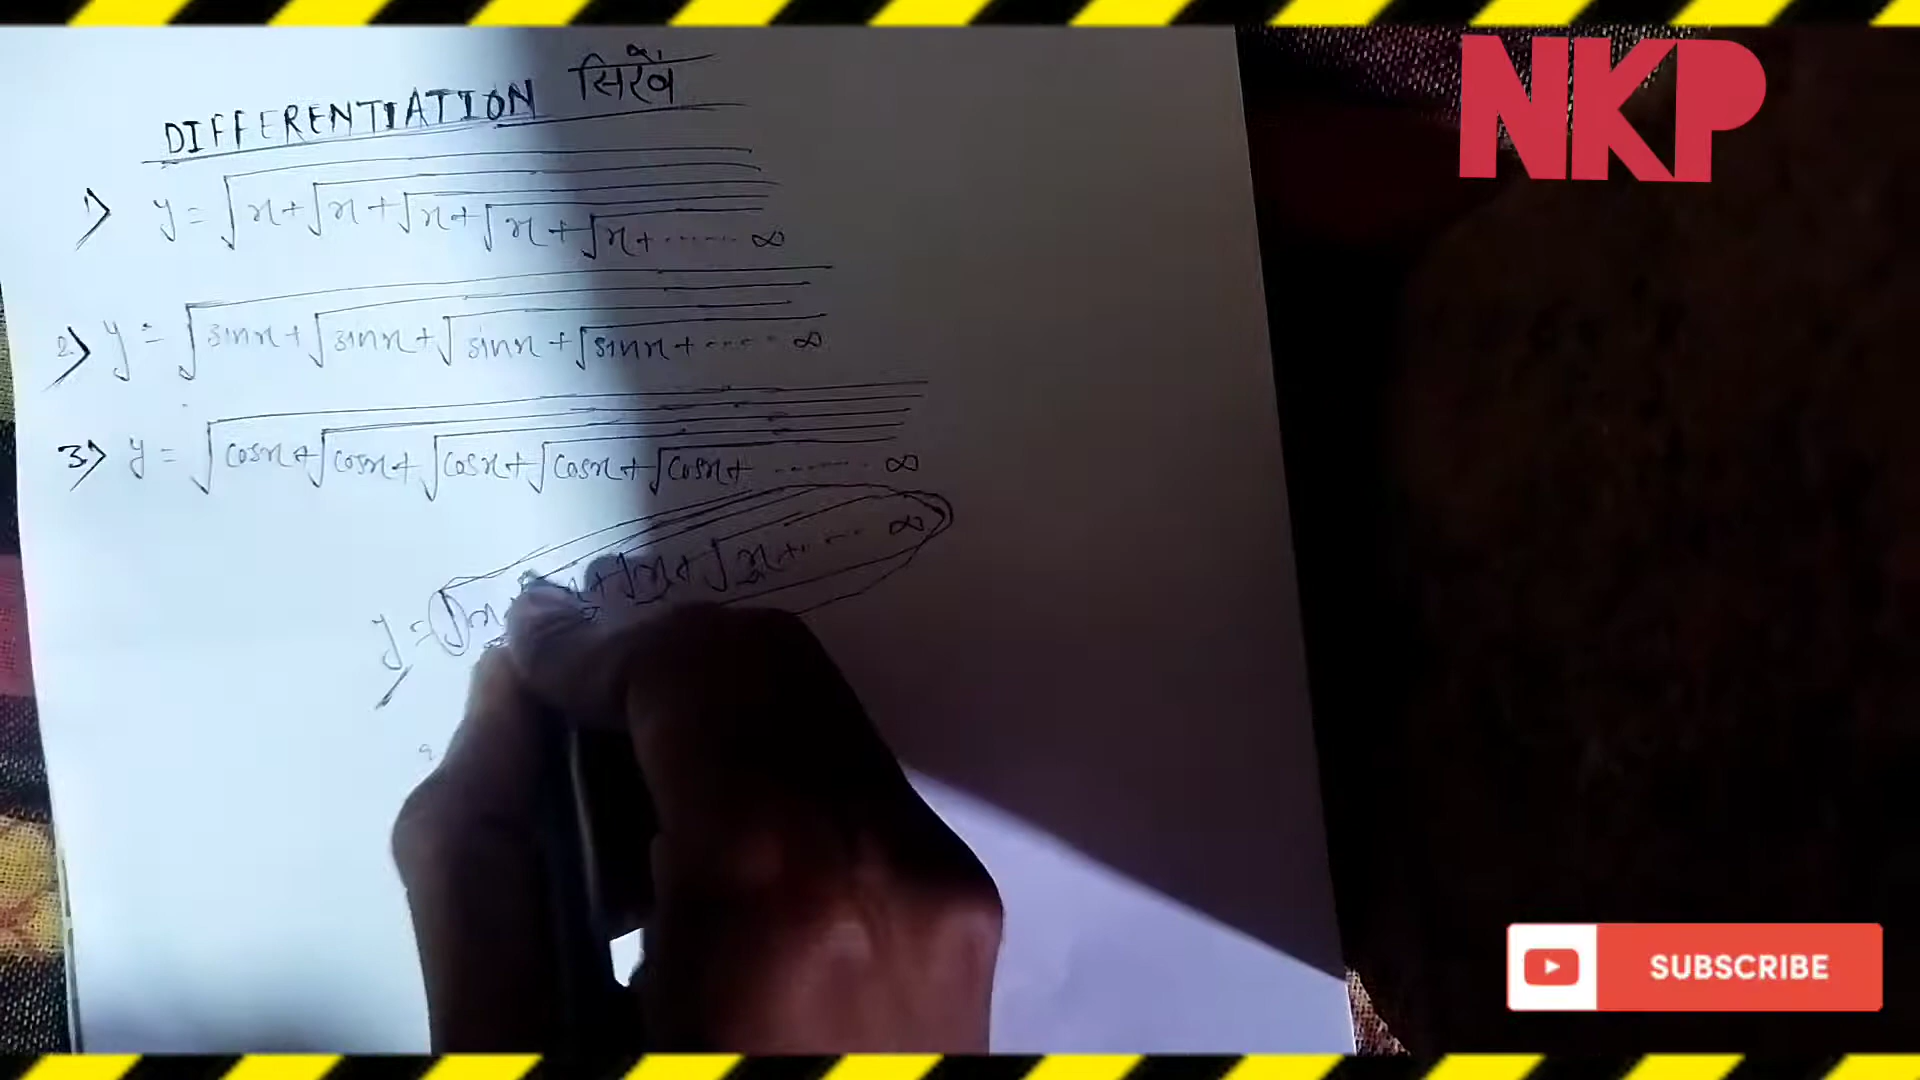 NKP
DIFFERENTIATION सिखें
1) y = √x+√x+√x+√x+√x+...... ∞
2) y = √sinx+√sinx+√sinx+√sinx+.... ∞
3) y = √cosx+√cosx+√cosx+√cosx+√cosx+....... ∞
y = √x +√x+√x+.... ∞
SUBSCRIBE